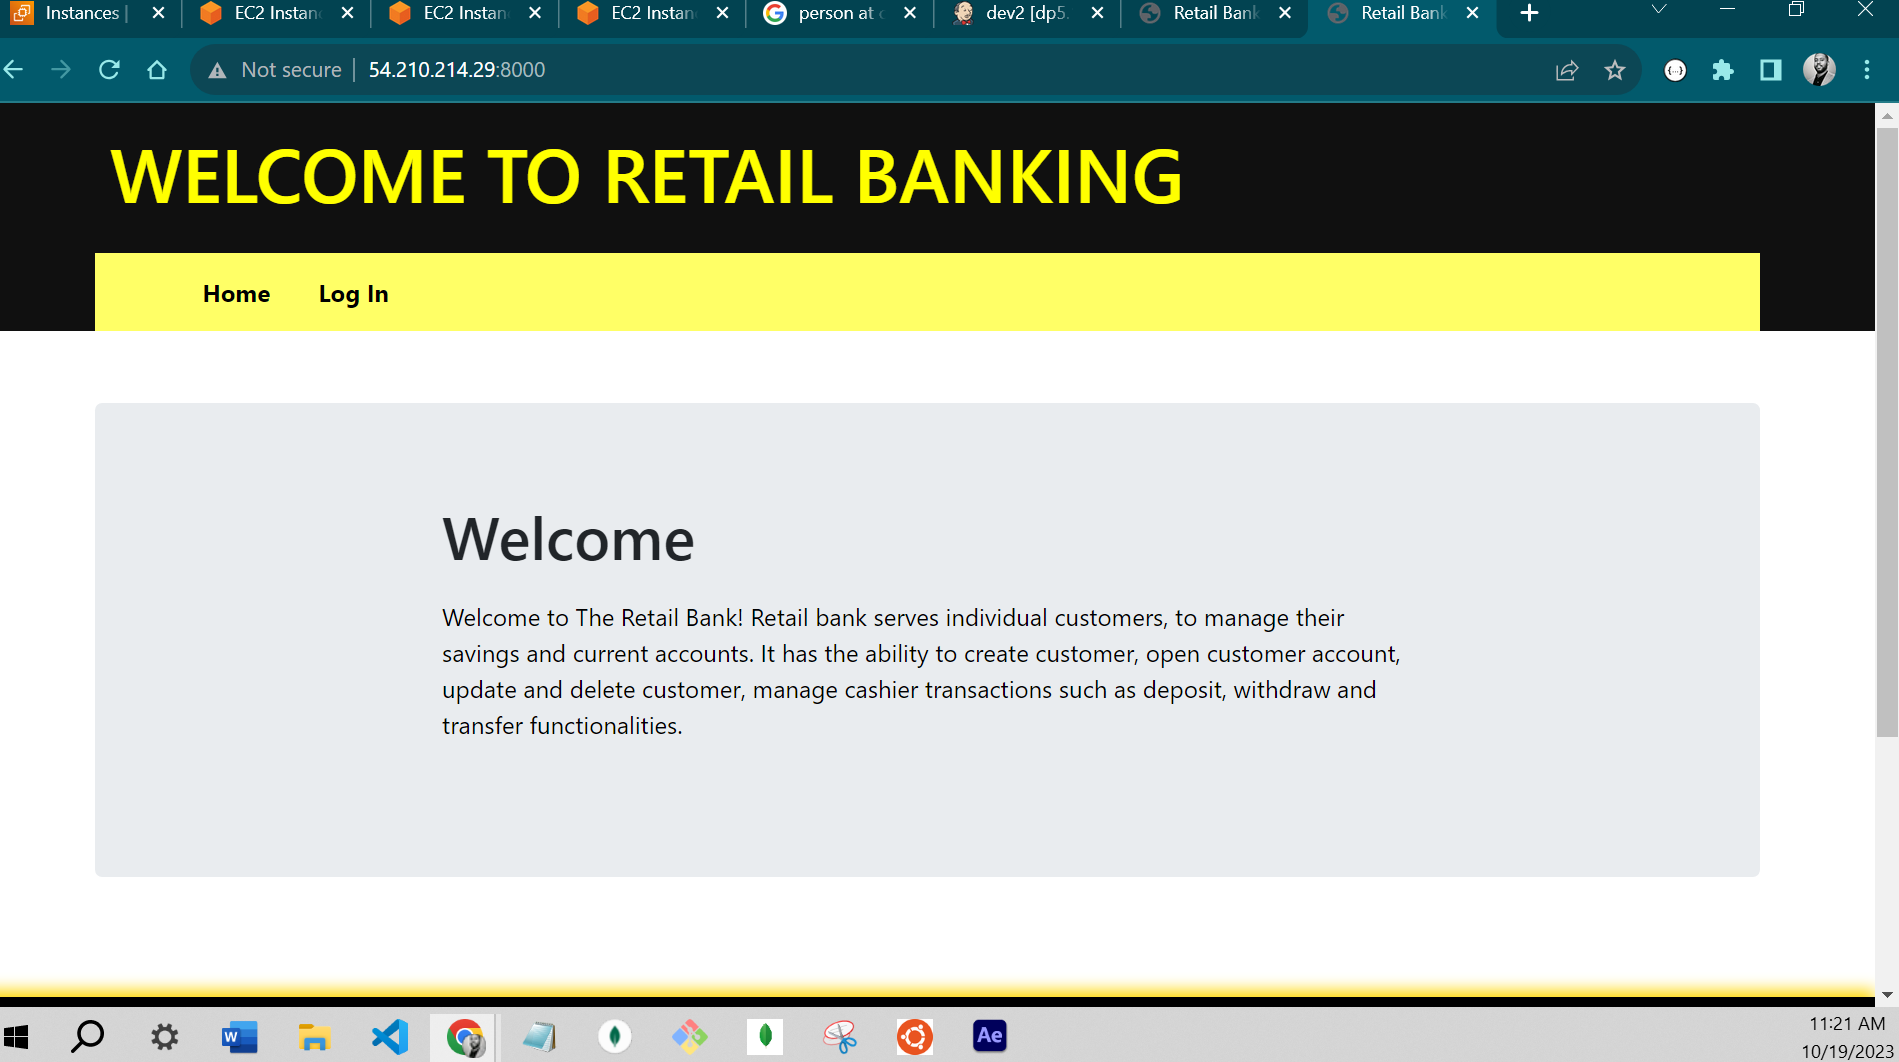 Instances |
EC2 Instan
EC2 Instan
EC2 Instan
person at c
dev2 [dp5.
Retail Bank
Retail Bank
Not secure | 54.210.214.29:8000
WELCOME TO RETAIL BANKING
Home Log In
Welcome
Welcome to The Retail Bank! Retail bank serves individual customers, to manage their
savings and current accounts. It has the ability to create customer, open customer account,
update and delete customer, manage cashier transactions such as deposit, withdraw and
transfer functionalities.
W
Ae
11:21 AM
10/19/2023